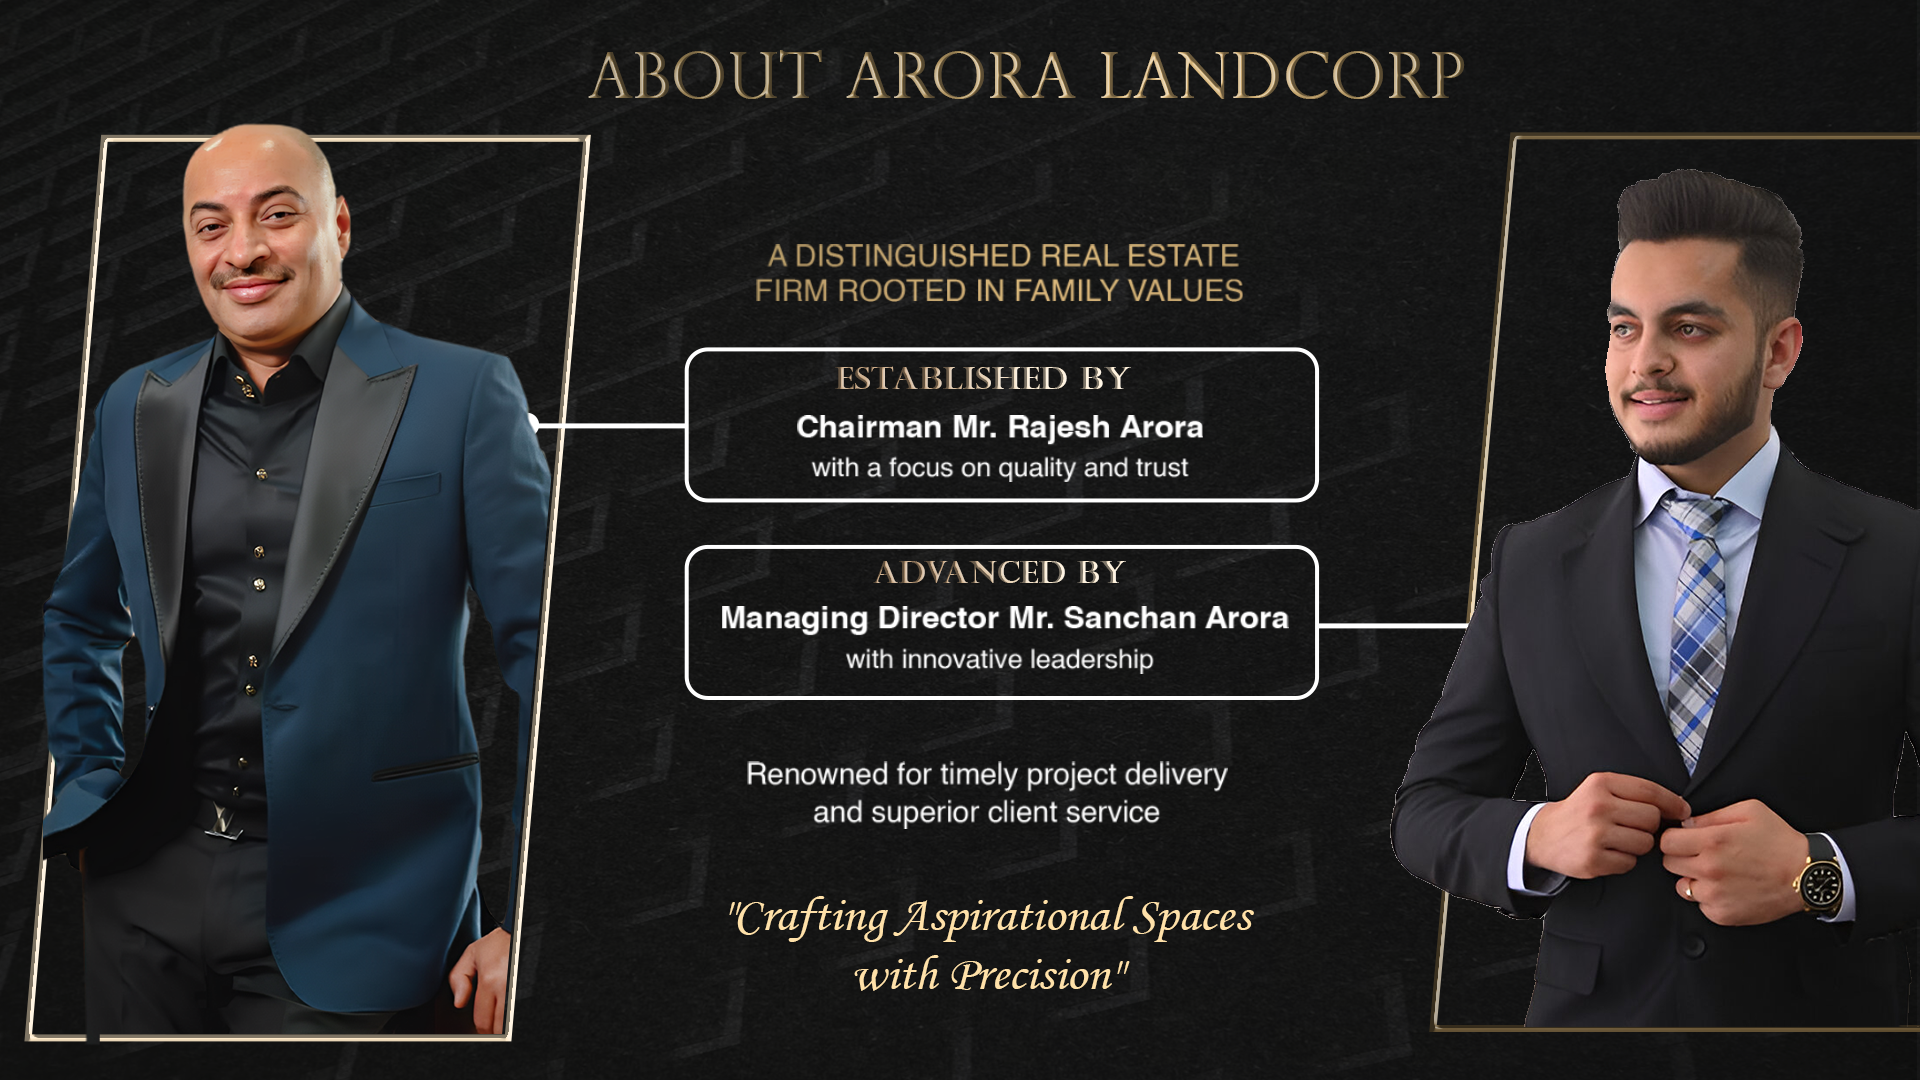 ABOUT ARORA LANDCORP
A DISTINGUISHED REAL ESTATE
FIRM ROOTED IN FAMILY VALUES
ESTABLISHED BY
Chairman Mr. Rajesh Arora
with a focus on quality and trust
ADVANCED BY
Managing Director Mr. Sanchan Arora
with innovative leadership
Renowned for timely project delivery
and superior client service
"Crafting Aspirational Spaces
with Precision"